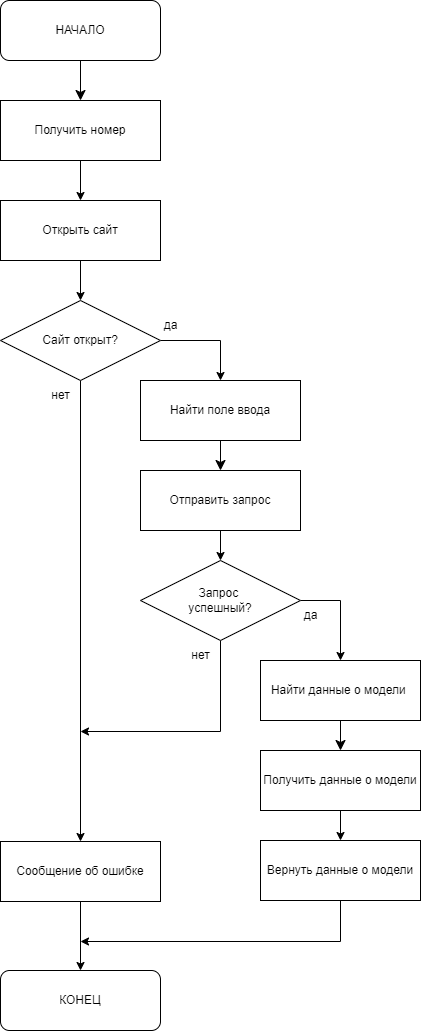 НАЧАЛО
Получить номер
Открыть сайт
Сайт открыт?
да
нет
Найти поле ввода
Отправить запрос
Запрос
успешный?
да
нет
Найти данные о модели
Получить данные о модели
Вернуть данные о модели
Сообщение об ошибке
КОНЕЦ